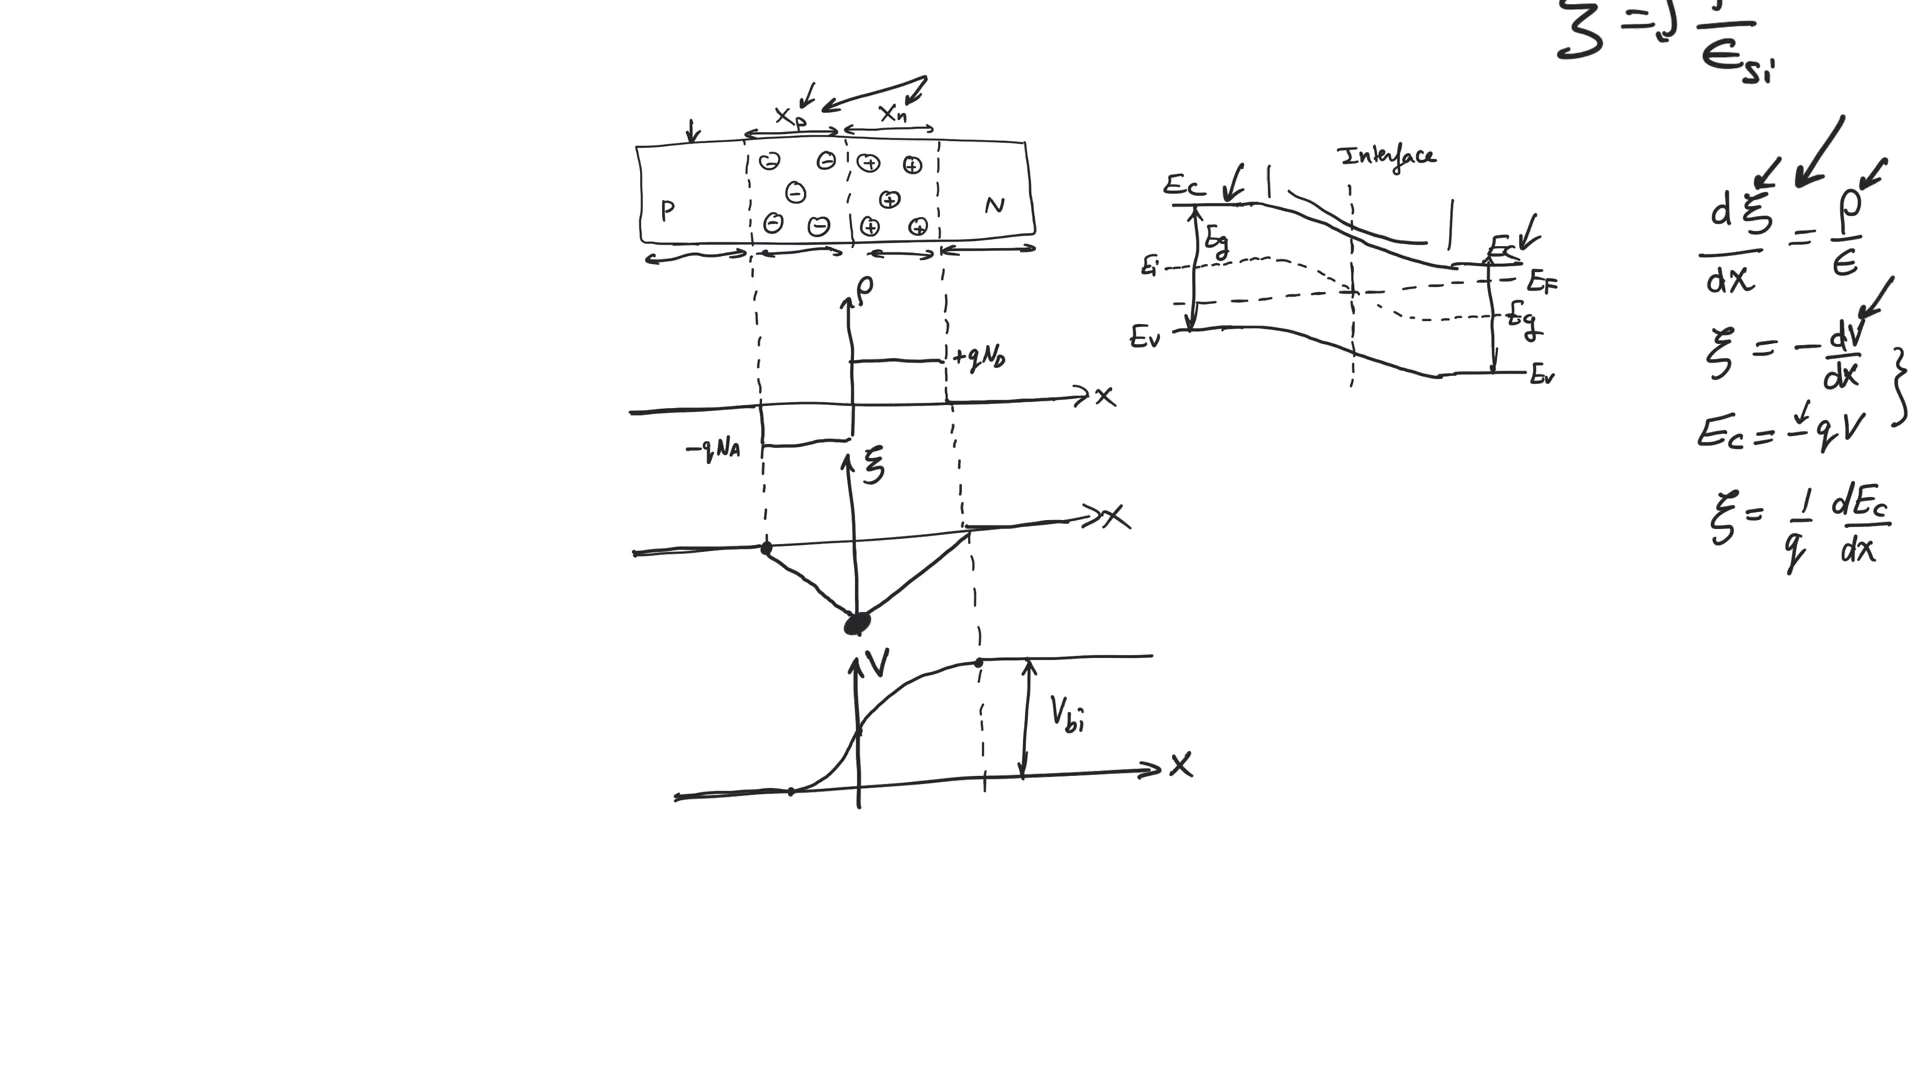 ξ = ∫ ρ/ϵsi
Xp Xn
P ⊖ ⊖ ⊖ ⊖ ⊖ ⊕ ⊕ ⊕ ⊕ ⊕ N
ρ
+qND
X
-qNA
ξ
X
V
Vbi
X
Interface
Ec
Eg
Ec
Ei
EF
Eg
Ev
Ev
dξ/dx = ρ/ϵ
ξ = -dV/dx }
Ec = -qV
ξ = 1/q dEc/dx